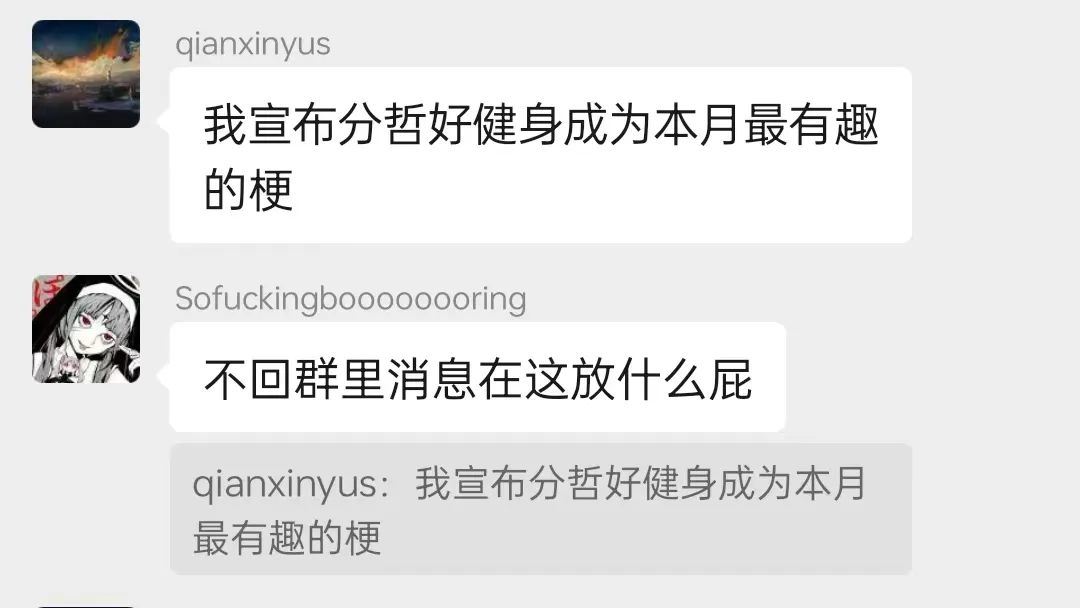 qianxinyus
我宣布分哲好健身成为本月最有趣
的梗
Sofuckingboooooooring
不回群里消息在这放什么屁
qianxinyus：我宣布分哲好健身成为本月
最有趣的梗